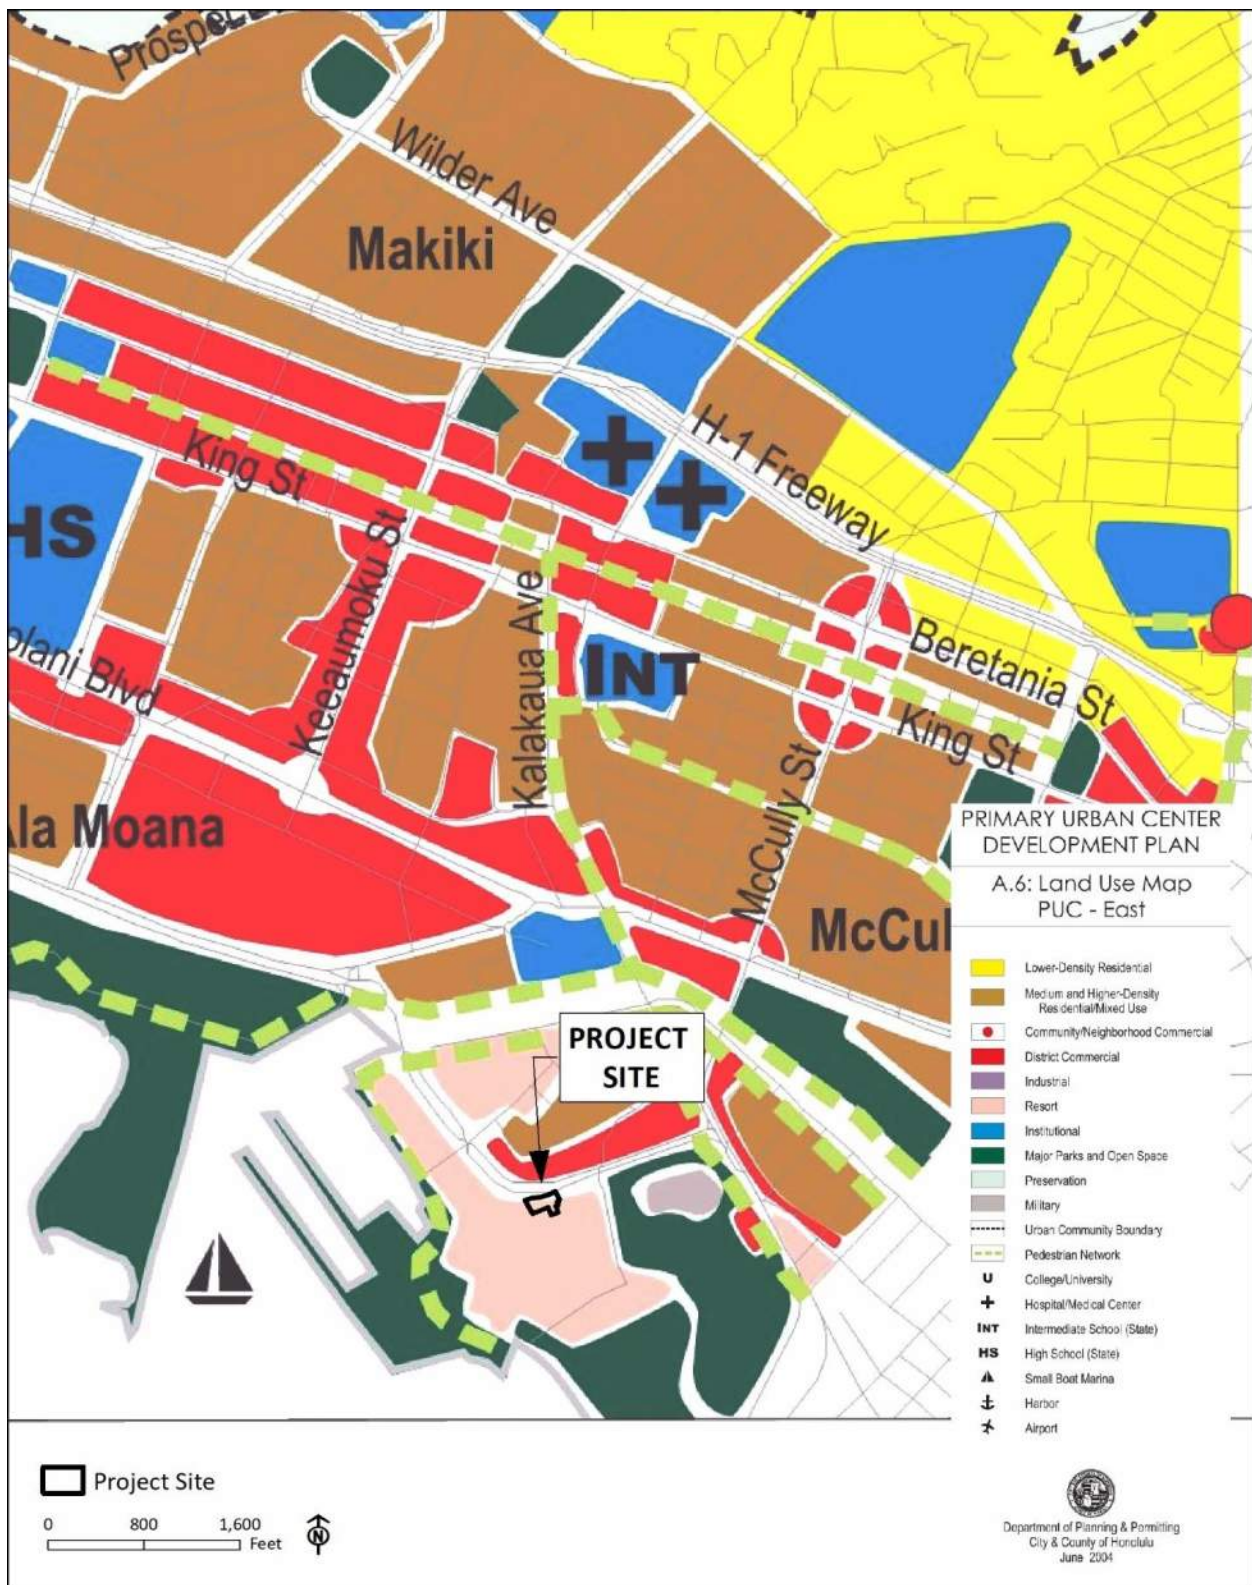 Prospe
Wilder Ave
Makiki
H-1 Freeway
King St
Keeaumoku St
HS
Kalakaua Ave
INT
Beretania St
King St
olani Blvd
McCully St
Ala Moana
McCul
PROJECT
SITE
PRIMARY URBAN CENTER
DEVELOPMENT PLAN
A.6: Land Use Map
PUC - East
Lower-Density Residential
Medium and Higher-Density
Residential/Mixed Use
Community/Neighborhood Commercial
District Commercial
Industrial
Resort
Institutional
Major Parks and Open Space
Preservation
Military
Urban Community Boundary
Pedestrian Network
U College/University
Hospital/Medical Center
INT Intermediate School (State)
HS High School (State)
Small Boat Marina
Harbor
Airport
Project Site
0 800 1,600
Feet
N
Department of Planning & Permitting
City & County of Honolulu
June 2004